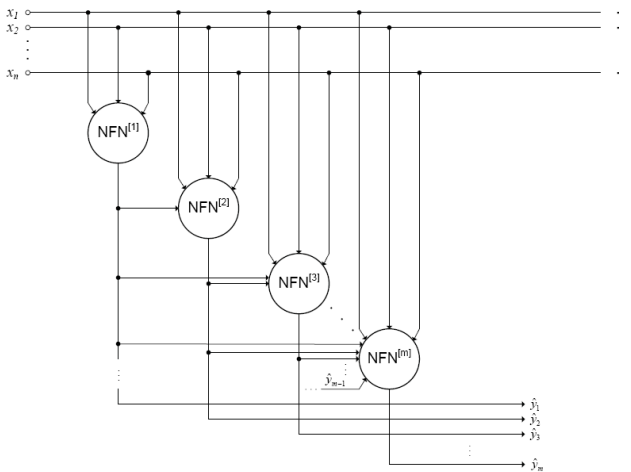 x₁
x₂
xₙ
NFN[1]
NFN[2]
NFN[3]
NFN[m]
ŷₘ₋₁
ŷ₁
ŷ₂
ŷ₃
ŷₘ